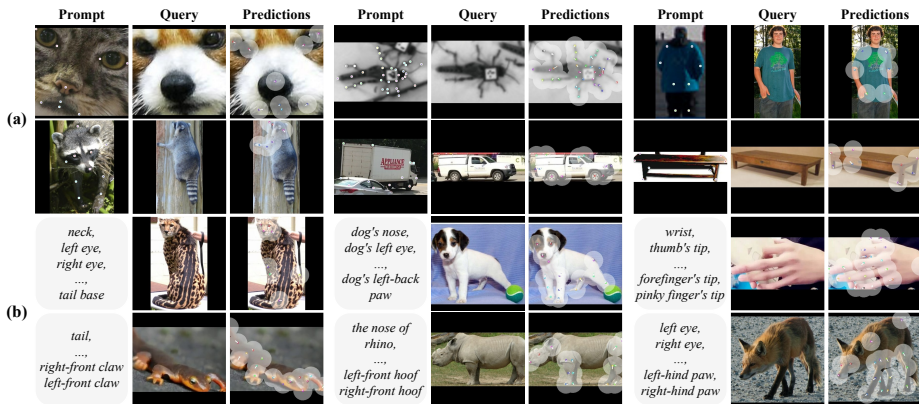 Prompt Query Predictions Prompt Query Predictions Prompt Query Predictions
(a)
APPLIANCE
(b)
neck,
left eye,
right eye,
...,
tail base
dog's nose,
dog's left eye,
...,
dog's left-back
paw
wrist,
thumb's tip,
...,
forefinger's tip,
pinky finger's tip
tail,
...,
right-front claw
left-front claw
the nose of
rhino,
...,
left-front hoof
right-front hoof
left eye,
right eye,
...,
left-hind paw,
right-hind paw